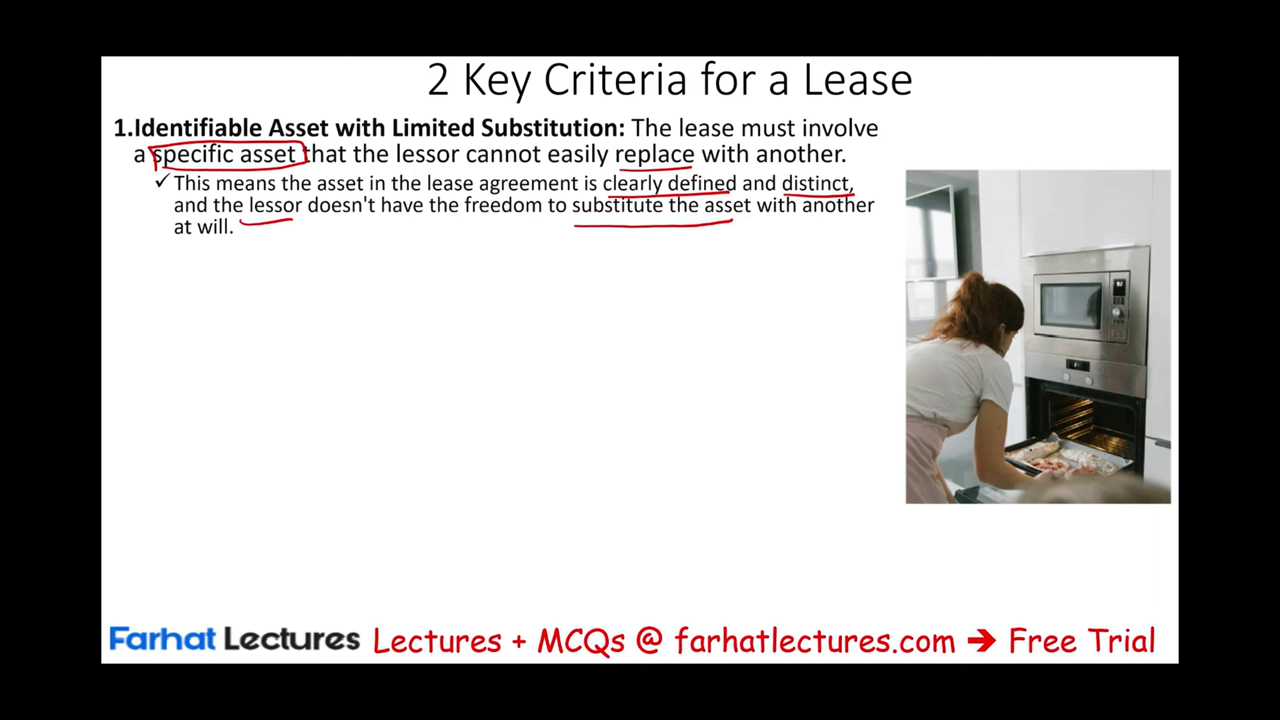 2 Key Criteria for a Lease
1.Identifiable Asset with Limited Substitution: The lease must involve
a specific asset that the lessor cannot easily replace with another.
✓This means the asset in the lease agreement is clearly defined and distinct,
and the lessor doesn't have the freedom to substitute the asset with another
at will.
Farhat Lectures Lectures + MCQs @ farhatlectures.com ➔ Free Trial